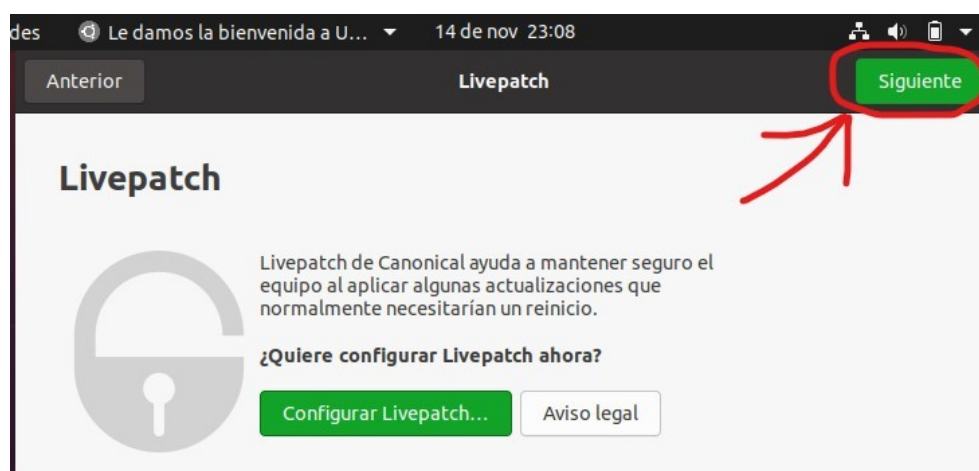 des Le damos la bienvenida a U... 14 de nov 23:08
Anterior Livepatch Siguiente
Livepatch
Livepatch de Canonical ayuda a mantener seguro el
equipo al aplicar algunas actualizaciones que
normalmente necesitarían un reinicio.
¿Quiere configurar Livepatch ahora?
Configurar Livepatch... Aviso legal